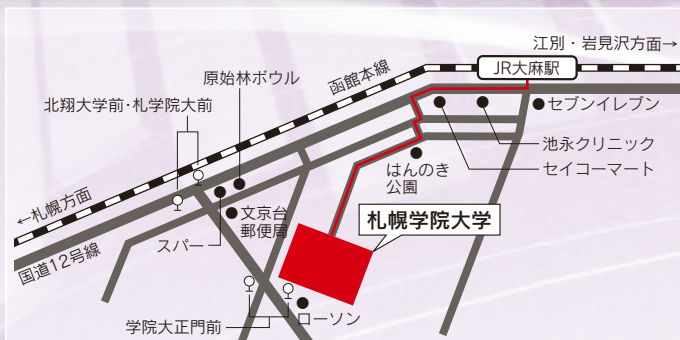 江別・岩見沢方面→
JR大麻駅
函館本線
原始林ボウル
北翔大学前・札学院大前
セブンイレブン
池永クリニック
セイコーマート
はんのき
公園
←札幌方面
文京台
郵便局
札幌学院大学
スパー
国道12号線
ローソン
学院大正門前